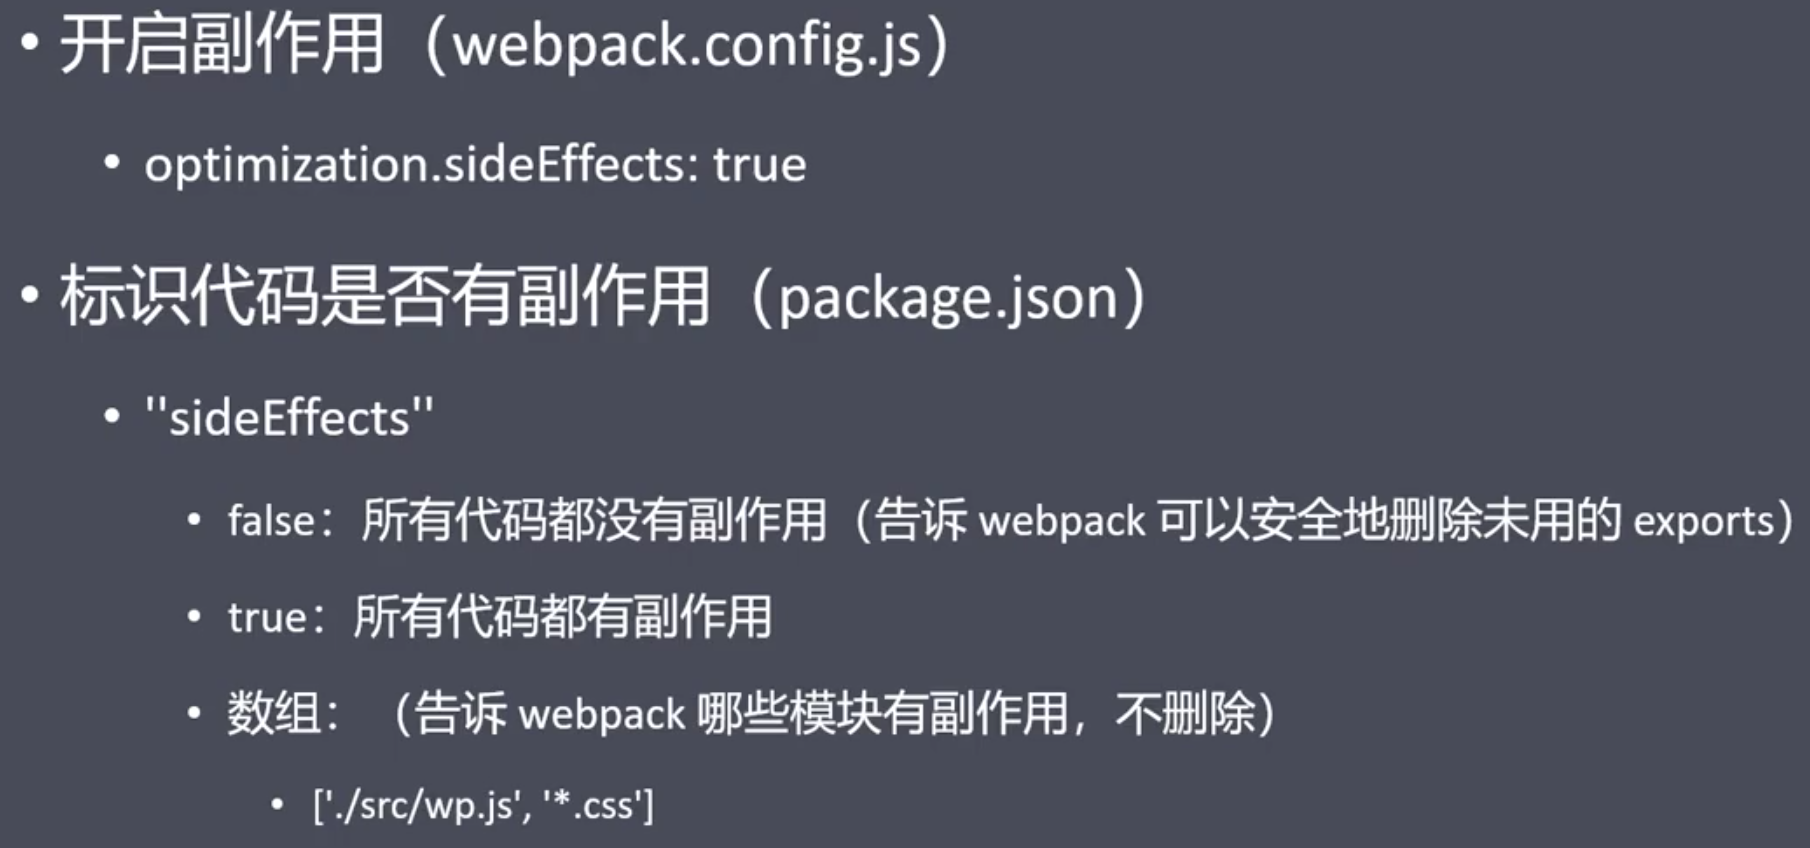 • 开启副作用（webpack.config.js）
• optimization.sideEffects: true
• 标识代码是否有副作用（package.json）
• "sideEffects"
• false：所有代码都没有副作用（告诉 webpack 可以安全地删除未用的 exports）
• true：所有代码都有副作用
• 数组：（告诉 webpack 哪些模块有副作用，不删除）
• ['./src/wp.js', '*.css']